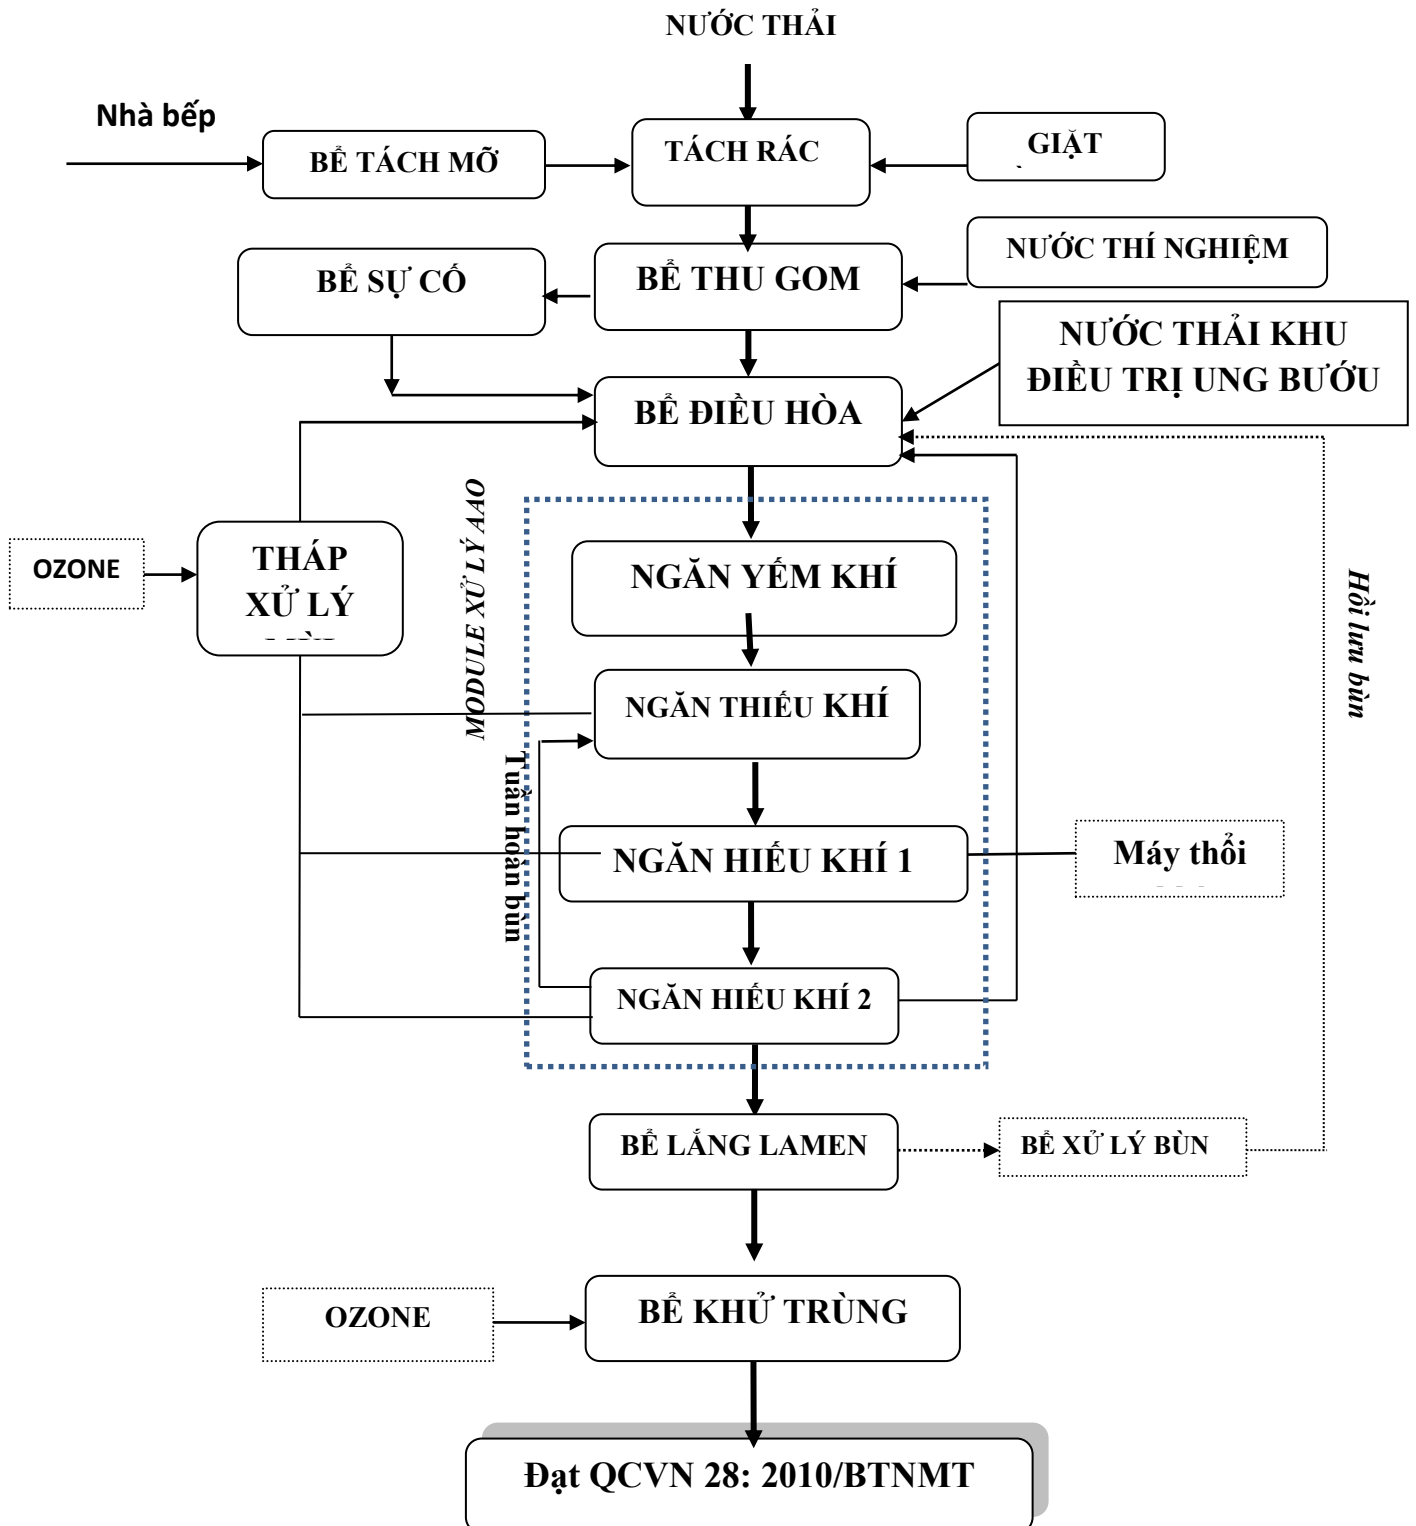 NƯỚC THẢI
Nhà bếp
BỂ TÁCH MỠ
TÁCH RÁC
GIẶT
NƯỚC THÍ NGHIỆM
BỂ SỰ CỐ
BỂ THU GOM
NƯỚC THẢI KHU
ĐIỀU TRỊ UNG BƯỚU
BỂ ĐIỀU HÒA
MODULE XỬ LÝ AAO
OZONE
THÁP
XỬ LÝ
NGĂN YẾM KHÍ
Hồi lưu bùn
NGĂN THIẾU KHÍ
Tuần hoàn bùn
NGĂN HIẾU KHÍ 1
Máy thổi
NGĂN HIẾU KHÍ 2
BỂ LẮNG LAMEN
BỂ XỬ LÝ BÙN
OZONE
BỂ KHỬ TRÙNG
Đạt QCVN 28: 2010/BTNMT